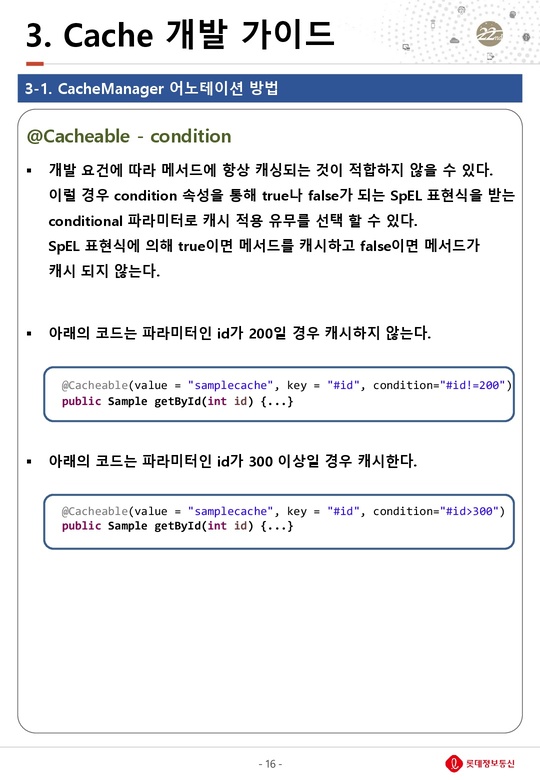 3. Cache 개발 가이드
22
3-1. CacheManager 어노테이션 방법
@Cacheable - condition
▪ 개발 요건에 따라 메서드에 항상 캐싱되는 것이 적합하지 않을 수 있다.
이럴 경우 condition 속성을 통해 true나 false가 되는 SpEL 표현식을 받는
conditional 파라미터로 캐시 적용 유무를 선택 할 수 있다.
SpEL 표현식에 의해 true이면 메서드를 캐시하고 false이면 메서드가
캐시 되지 않는다.
▪ 아래의 코드는 파라미터인 id가 200일 경우 캐시하지 않는다.
@Cacheable(value = "samplecache", key = "#id", condition="#id!=200")
public Sample getById(int id) {...}
▪ 아래의 코드는 파라미터인 id가 300 이상일 경우 캐시한다.
@Cacheable(value = "samplecache", key = "#id", condition="#id>300")
public Sample getById(int id) {...}
- 16 -
롯데정보통신